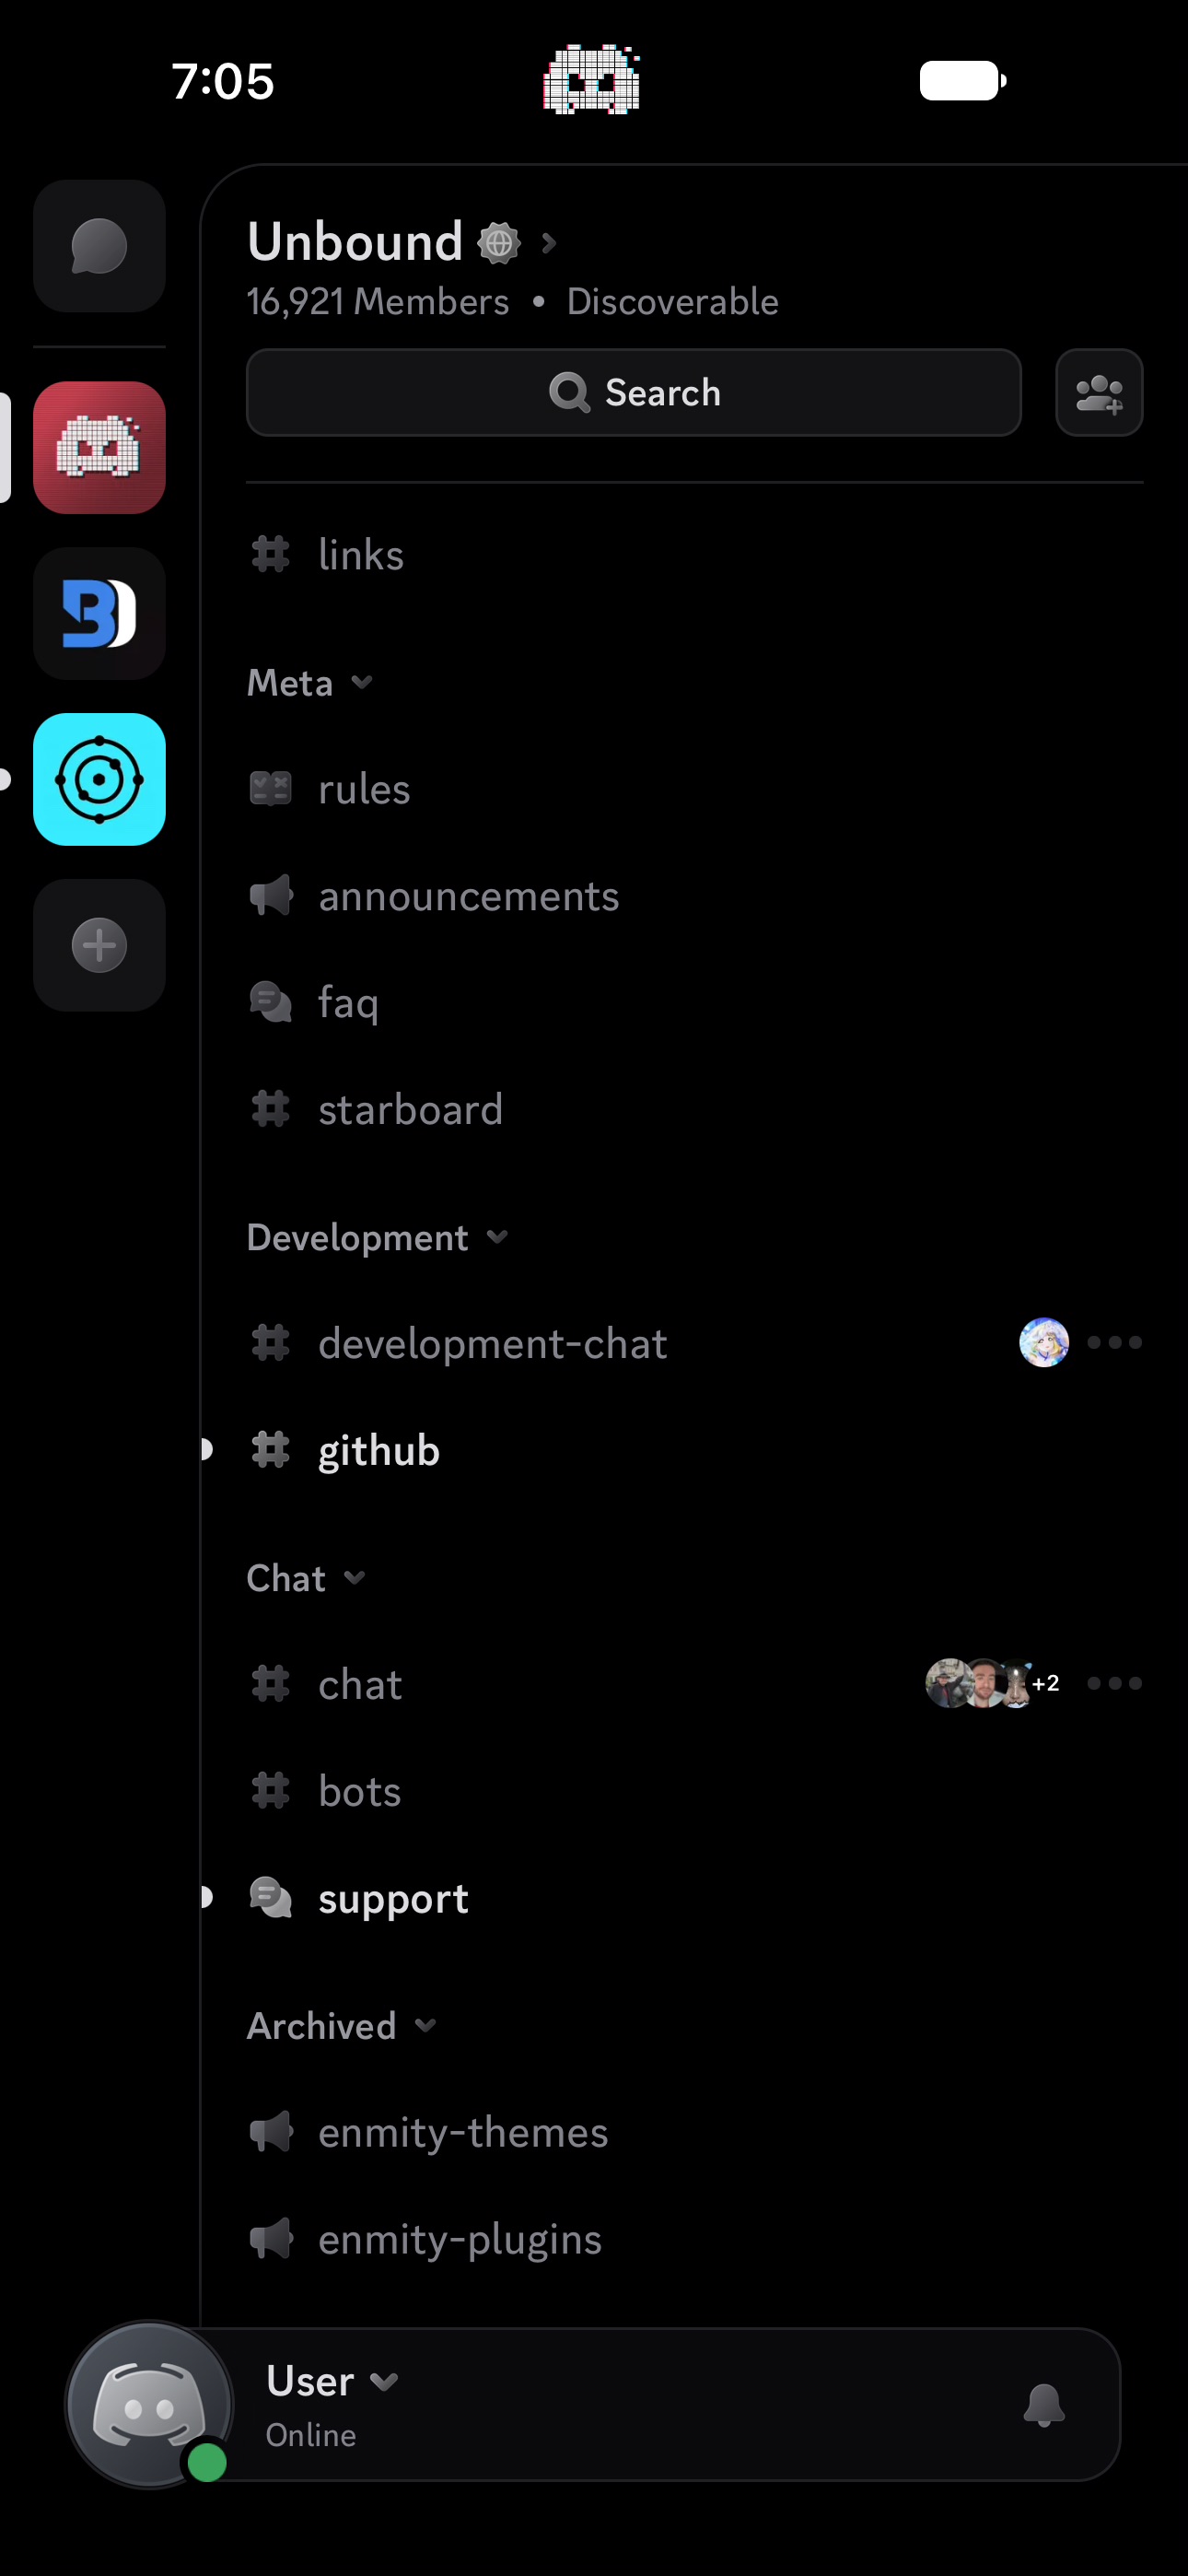 7:05
Unbound
16,921 Members • Discoverable
Search
links
Meta
rules
announcements
faq
starboard
Development
development-chat
github
Chat
chat
+2
bots
support
Archived
enmity-themes
enmity-plugins
User
Online